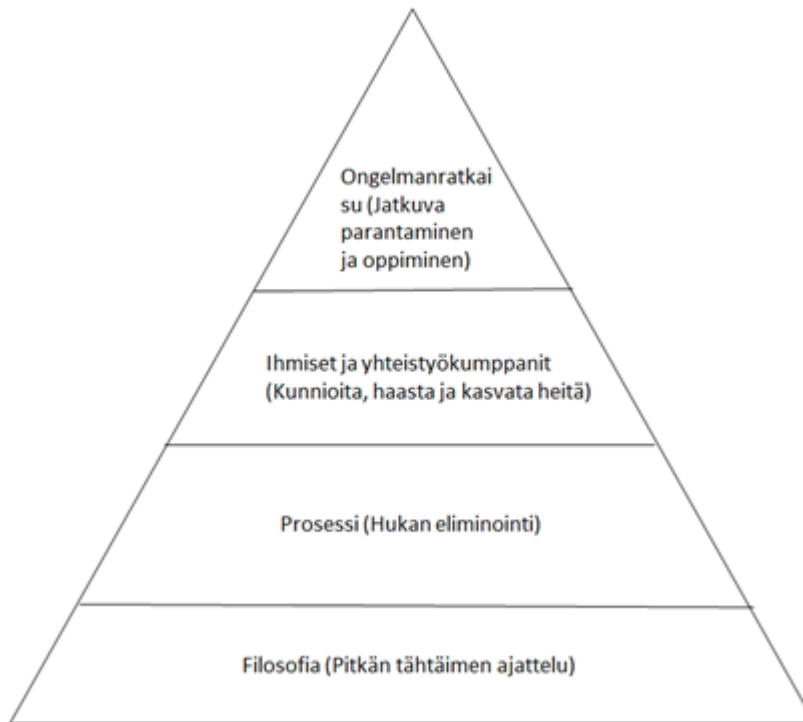 Ongelmanratkai
su (Jatkuva
parantaminen
ja oppiminen)
Ihmiset ja yhteistyökumppanit
(Kunnioita, haasta ja kasvata heitä)
Prosessi (Hukan eliminointi)
Filosofia (Pitkän tähtäimen ajattelu)